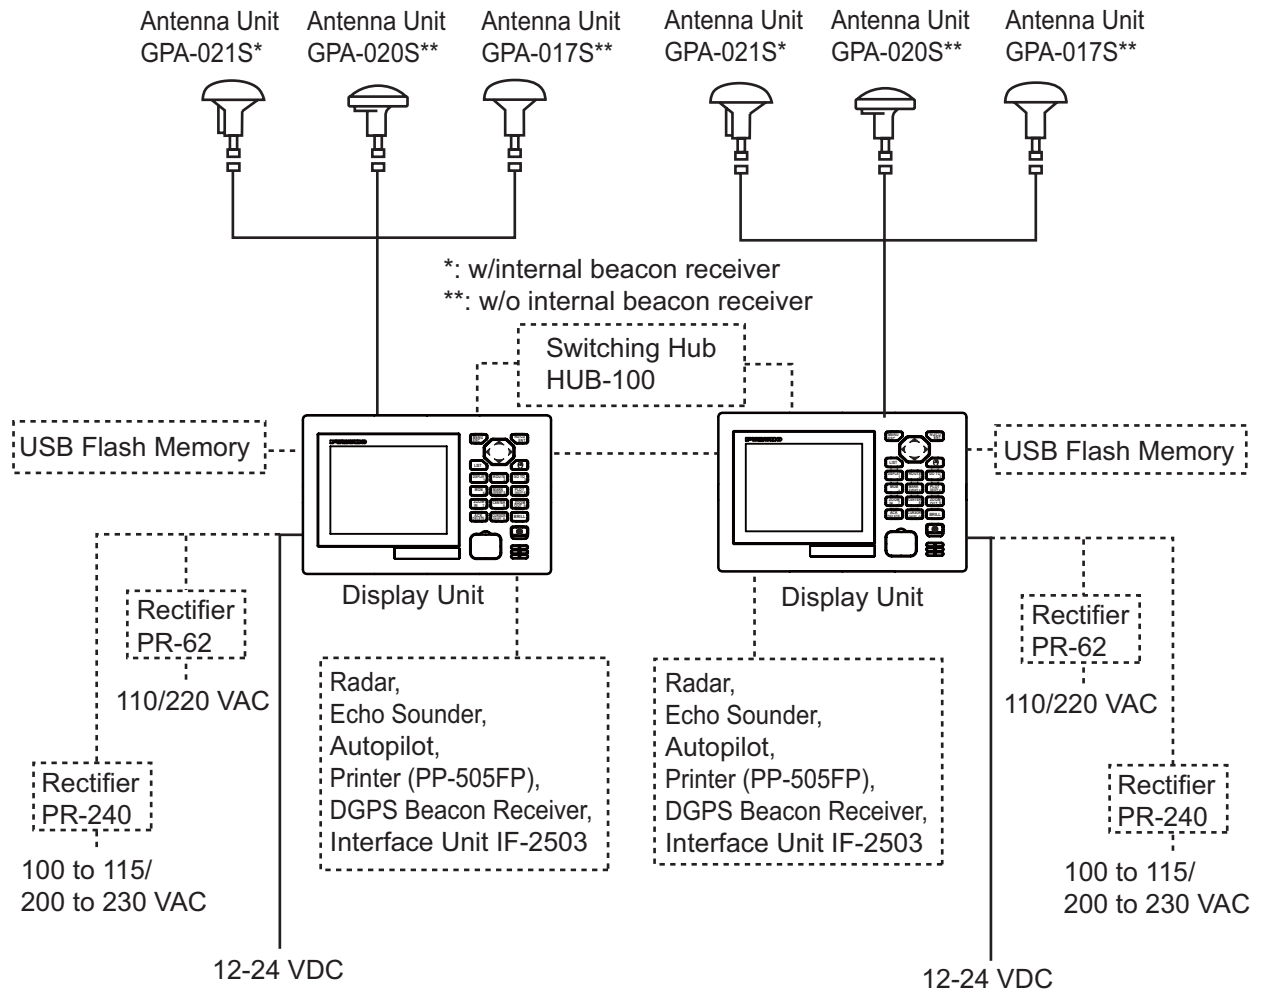 Antenna Unit
GPA-021S*
Antenna Unit
GPA-020S**
Antenna Unit
GPA-017S**
Antenna Unit
GPA-021S*
Antenna Unit
GPA-020S**
Antenna Unit
GPA-017S**
*: w/internal beacon receiver
**: w/o internal beacon receiver
Switching Hub
HUB-100
USB Flash Memory
FURUNO
FURUNO
USB Flash Memory
Display Unit
Display Unit
Rectifier
PR-62
110/220 VAC
Rectifier
PR-240
100 to 115/
200 to 230 VAC
12-24 VDC
Radar,
Echo Sounder,
Autopilot,
Printer (PP-505FP),
DGPS Beacon Receiver,
Interface Unit IF-2503
Radar,
Echo Sounder,
Autopilot,
Printer (PP-505FP),
DGPS Beacon Receiver,
Interface Unit IF-2503
Rectifier
PR-62
110/220 VAC
Rectifier
PR-240
100 to 115/
200 to 230 VAC
12-24 VDC